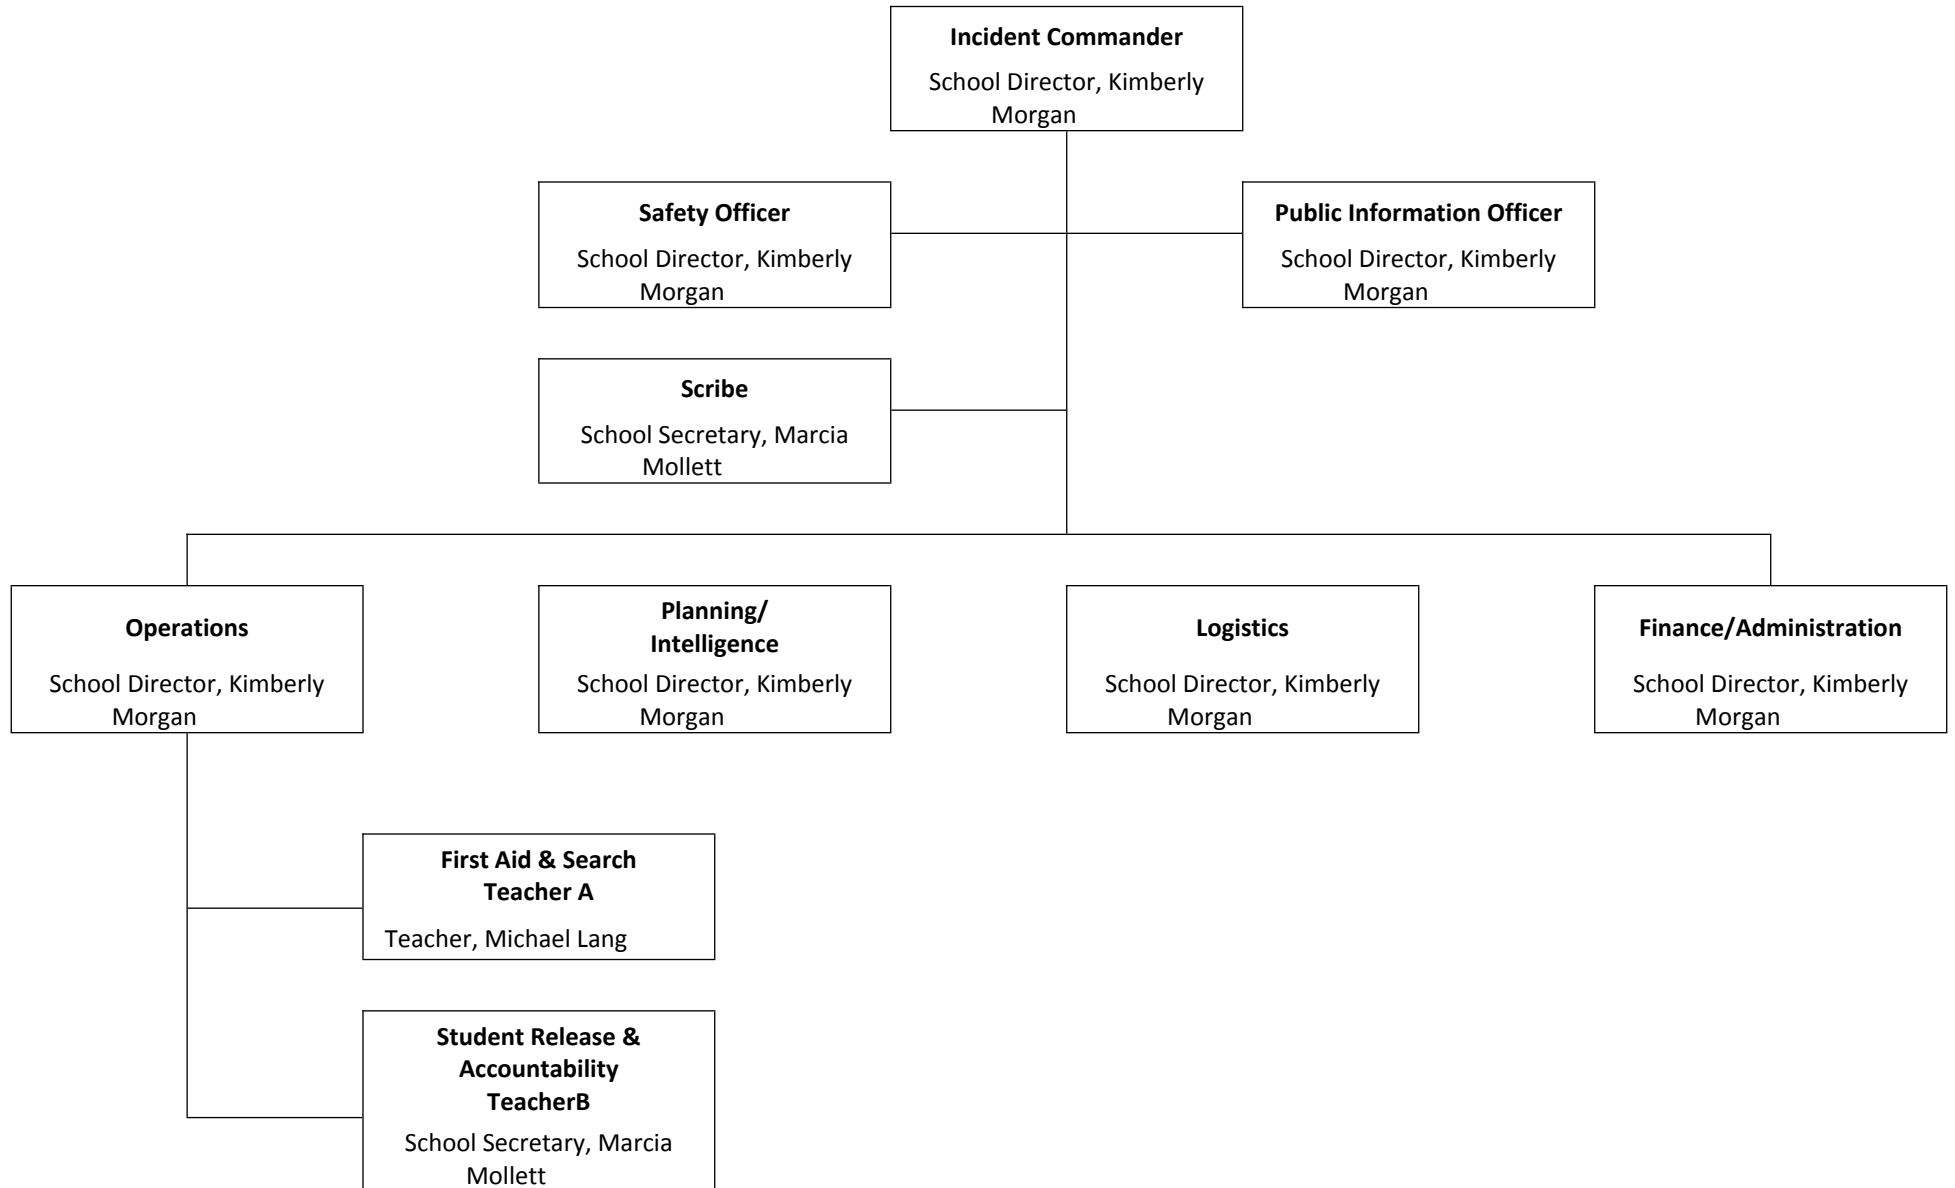 Incident Commander
School Director, Kimberly
Morgan
Safety Officer
School Director, Kimberly
Morgan
Public Information Officer
School Director, Kimberly
Morgan
Scribe
School Secretary, Marcia
Mollett
Operations
School Director, Kimberly
Morgan
Planning/
Intelligence
School Director, Kimberly
Morgan
Logistics
School Director, Kimberly
Morgan
Finance/Administration
School Director, Kimberly
Morgan
First Aid & Search
Teacher A
Teacher, Michael Lang
Student Release &
Accountability
TeacherB
School Secretary, Marcia
Mollett